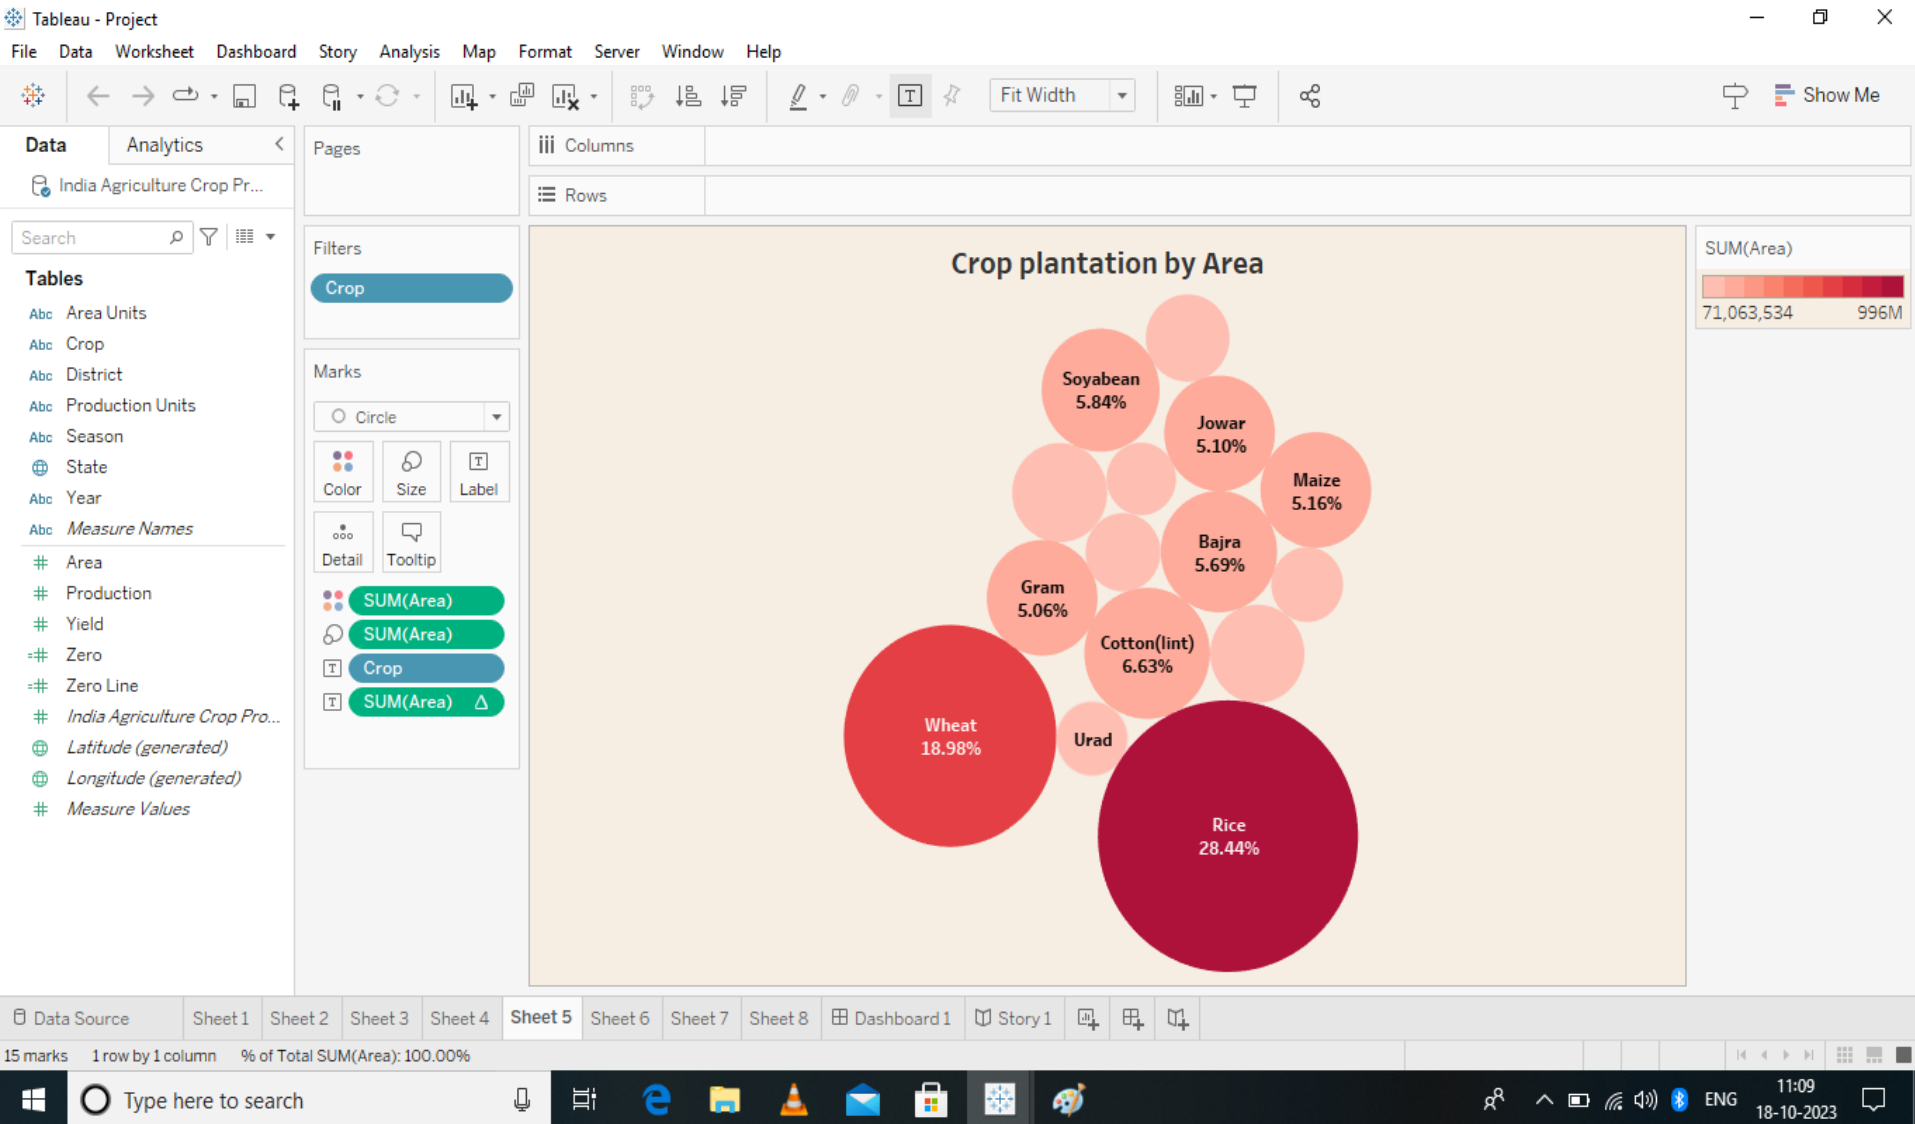 Tableau - Project
File Data Worksheet Dashboard Story Analysis Map Format Server Window Help
Fit Width
Show Me
Data
Analytics
India Agriculture Crop Pr...
Search
Tables
Abc Area Units
Abc Crop
Abc District
Abc Production Units
Abc Season
State
Abc Year
Abc Measure Names
# Area
# Production
# Yield
=# Zero
=# Zero Line
# India Agriculture Crop Pro...
Latitude (generated)
Longitude (generated)
# Measure Values
Pages
Filters
Crop
Marks
Circle
Color
Size
T
Label
Detail
Tooltip
SUM(Area)
SUM(Area)
T Crop
T SUM(Area) Δ
Columns
Rows
Crop plantation by Area
Soyabean
5.84%
Jowar
5.10%
Maize
5.16%
Bajra
5.69%
Gram
5.06%
Cotton(lint)
6.63%
Wheat
18.98%
Urad
Rice
28.44%
SUM(Area)
71,063,534 996M
Data Source Sheet 1 Sheet 2 Sheet 3 Sheet 4 Sheet 5 Sheet 6 Sheet 7 Sheet 8 Dashboard 1 Story 1
15 marks 1 row by 1 column % of Total SUM(Area): 100.00%
Type here to search
ENG
11:09
18-10-2023